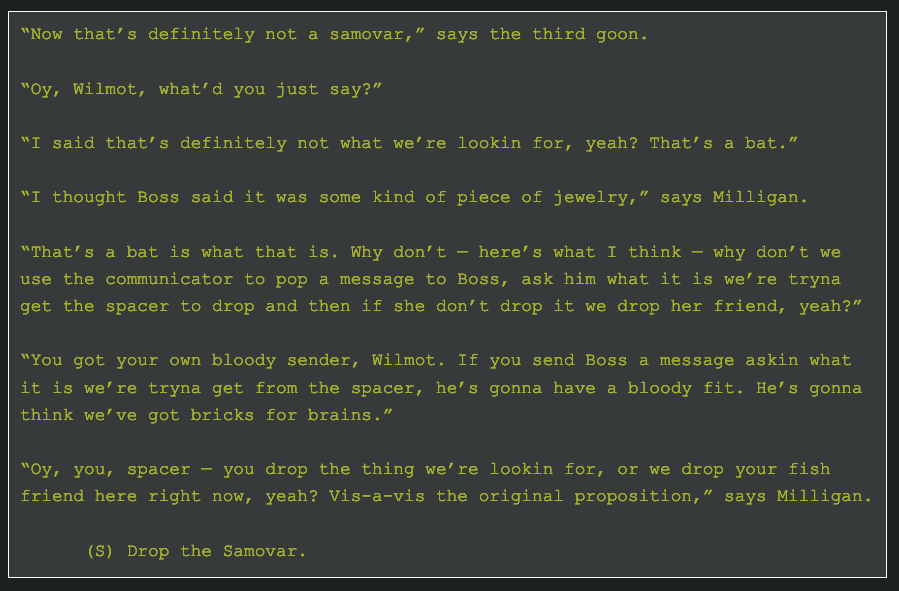 “Now that’s definitely not a samovar,” says the third goon.
“Oy, Wilmot, what’d you just say?”
“I said that’s definitely not what we’re lookin for, yeah? That’s a bat.”
“I thought Boss said it was some kind of piece of jewelry,” says Milligan.
“That’s a bat is what that is. Why don’t — here’s what I think — why don’t we
use the communicator to pop a message to Boss, ask him what it is we’re tryna
get the spacer to drop and then if she don’t drop it we drop her friend, yeah?”
“You got your own bloody sender, Wilmot. If you send Boss a message askin what
it is we’re tryna get from the spacer, he’s gonna have a bloody fit. He’s gonna
think we’ve got bricks for brains.”
“Oy, you, spacer — you drop the thing we’re lookin for, or we drop your fish
friend here right now, yeah? Vis-a-vis the original proposition,” says Milligan.
(S) Drop the Samovar.